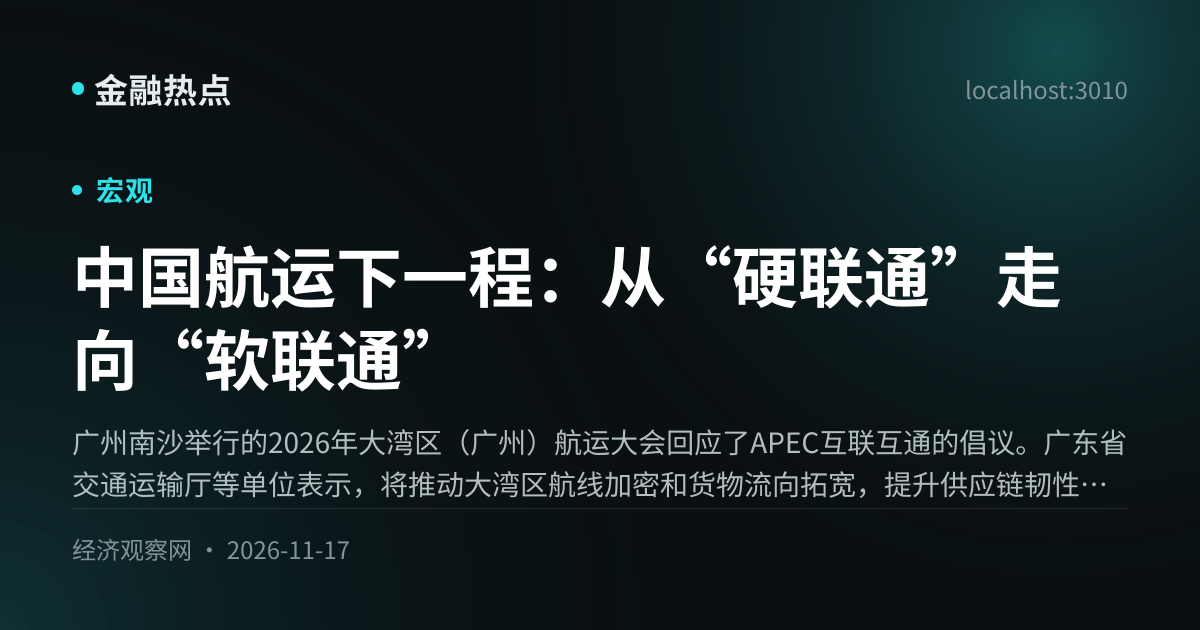 金融热点
localhost:3010
宏观
中国航运下一程：从“硬联通”走
向“软联通”
广州南沙举行的2026年大湾区（广州）航运大会回应了APEC互联互通的倡议。广东省
交通运输厅等单位表示，将推动大湾区航线加密和货物流向拓宽，提升供应链韧性…
经济观察网 • 2026-11-17